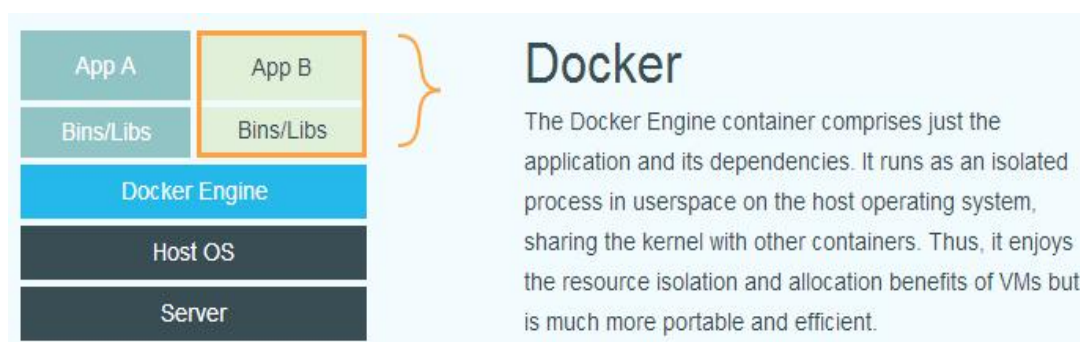 App A
App B
Bins/Libs
Bins/Libs
Docker Engine
Host OS
Server
Docker
The Docker Engine container comprises just the
application and its dependencies. It runs as an isolated
process in userspace on the host operating system,
sharing the kernel with other containers. Thus, it enjoys
the resource isolation and allocation benefits of VMs but
is much more portable and efficient.